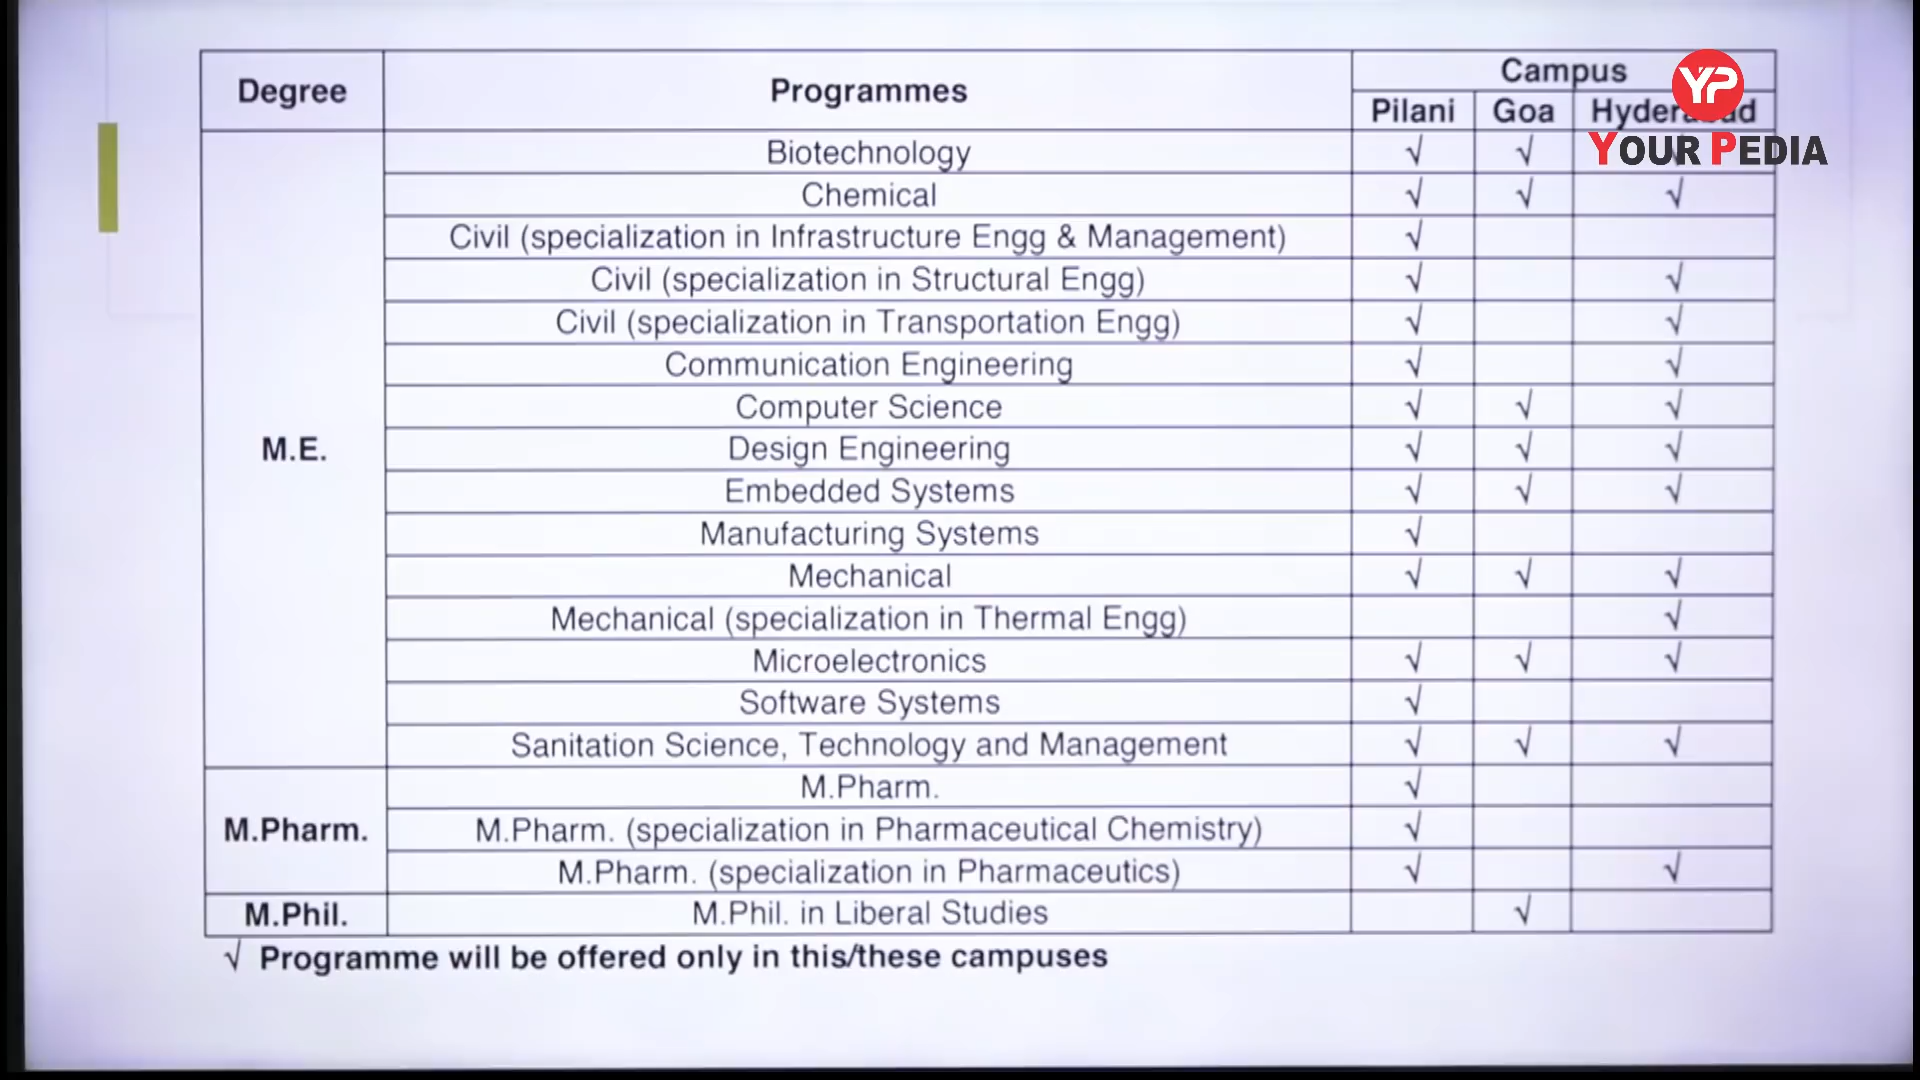 Degree Programmes Campus
Pilani Goa Hyderabad
YP
YOUR PEDIA
M.E.
Biotechnology √ √
Chemical √ √ √
Civil (specialization in Infrastructure Engg & Management) √
Civil (specialization in Structural Engg) √ √
Civil (specialization in Transportation Engg) √ √
Communication Engineering √ √
Computer Science √ √ √
Design Engineering √ √ √
Embedded Systems √ √ √
Manufacturing Systems √
Mechanical √ √ √
Mechanical (specialization in Thermal Engg) √
Microelectronics √ √ √
Software Systems √
Sanitation Science, Technology and Management √ √ √
M.Pharm.
M.Pharm. √
M.Pharm. (specialization in Pharmaceutical Chemistry) √
M.Pharm. (specialization in Pharmaceutics) √ √
M.Phil. M.Phil. in Liberal Studies √
√ Programme will be offered only in this/these campuses